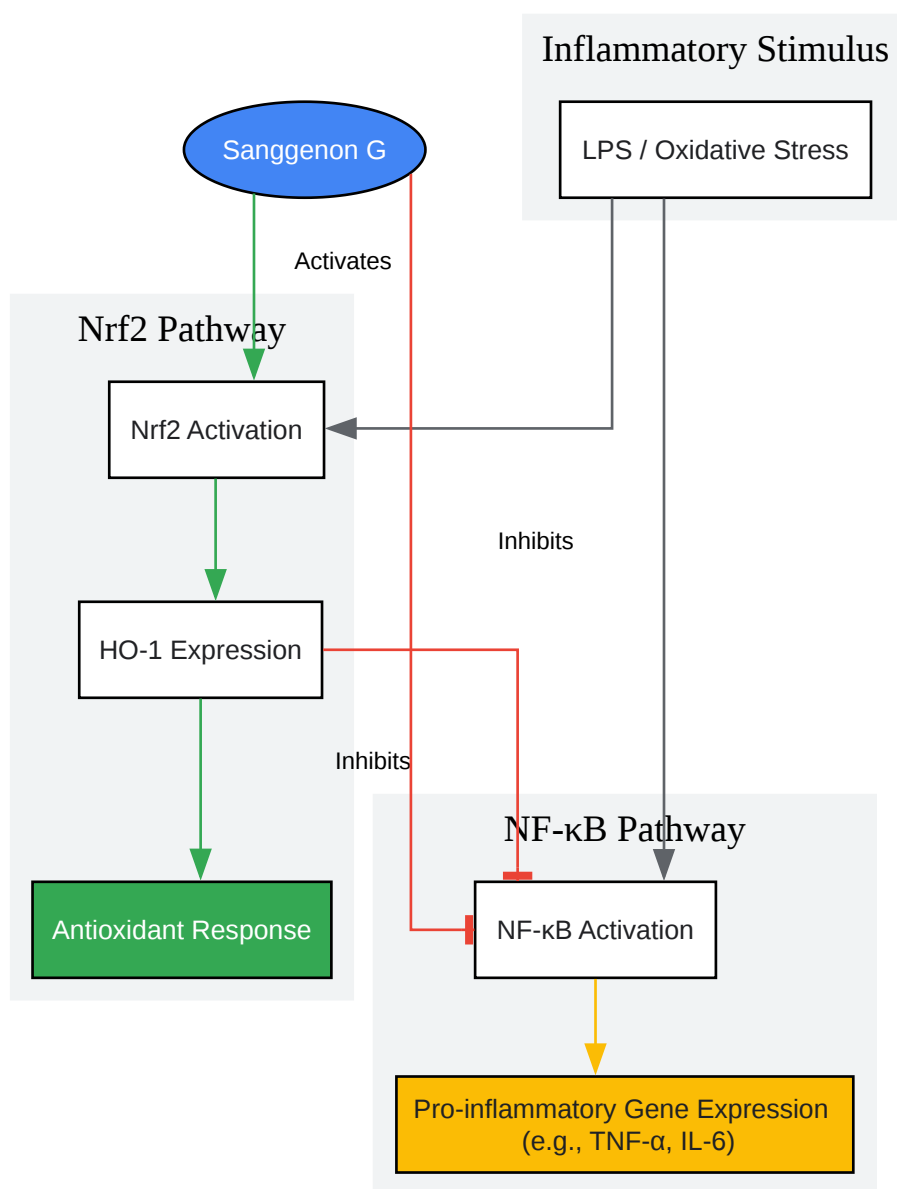 Inflammatory Stimulus
Sanggenon G
LPS / Oxidative Stress
Activates
Nrf2 Pathway
Nrf2 Activation
Inhibits
HO-1 Expression
Inhibits
NF-κB Pathway
Antioxidant Response
NF-κB Activation
Pro-inflammatory Gene Expression
(e.g., TNF-α, IL-6)